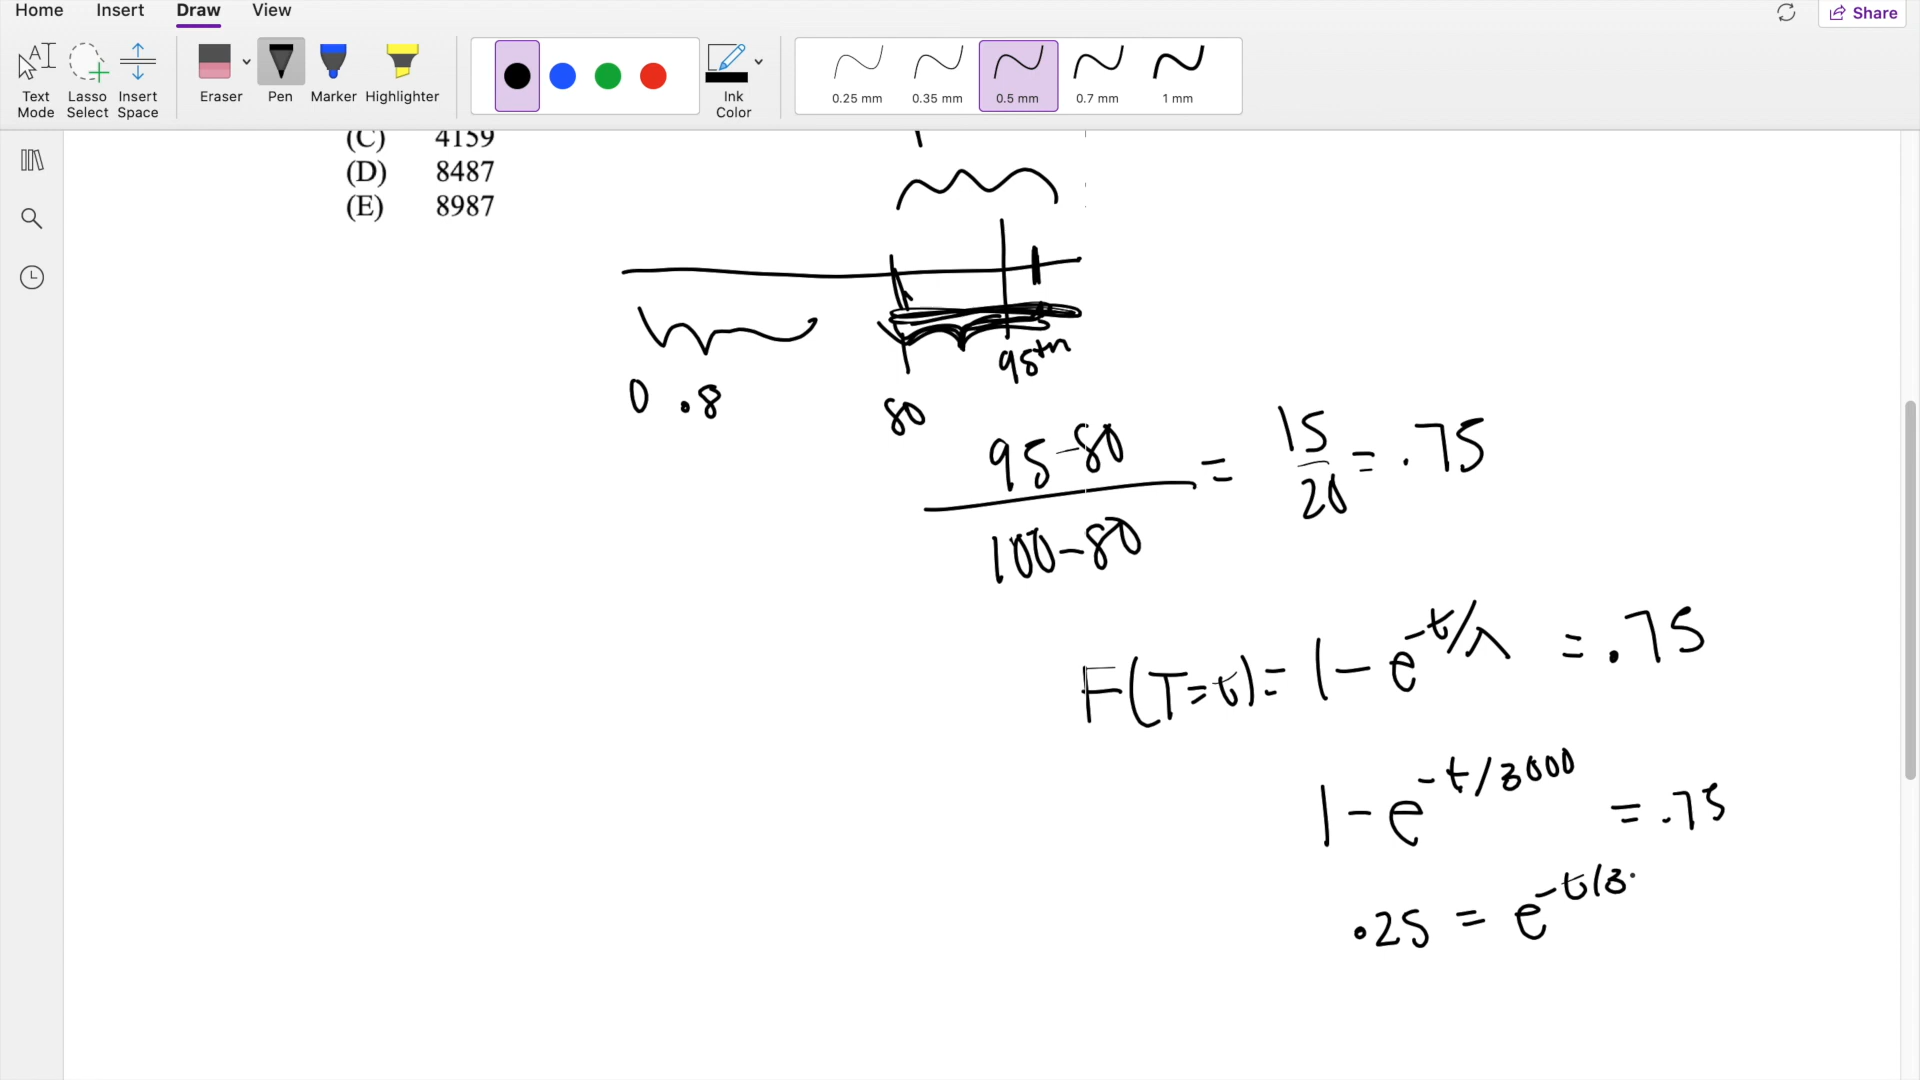 Home Insert Draw View
Share
Text Mode
Lasso Select
Insert Space
Eraser
Pen
Marker
Highlighter
Ink Color
0.25 mm
0.35 mm
0.5 mm
0.7 mm
1 mm
(C) 4159
(D) 8487
(E) 8987
95th
0 .8
80
95-80
100-80
= 15/20 = .75
F(T=t)= 1-e^-t/λ = .75
1-e^-t/3000 = .75
.25 = e^-t/3